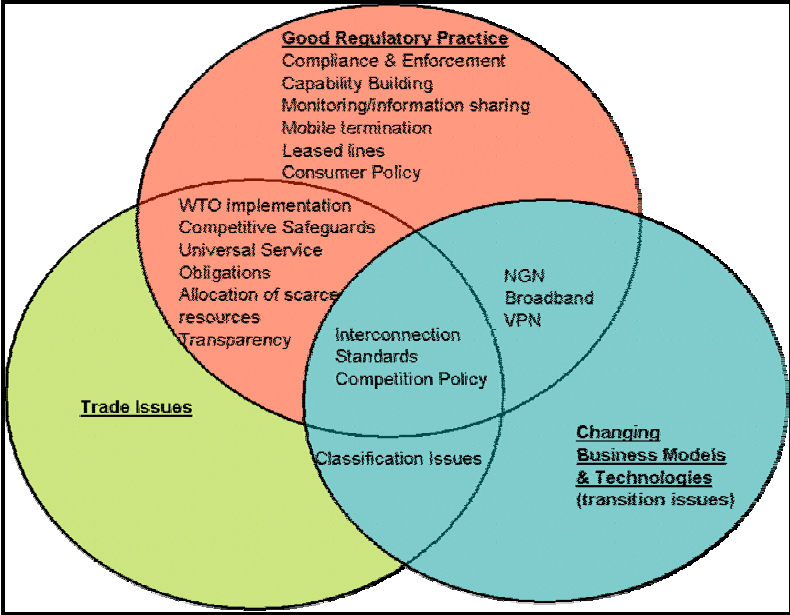 Good Regulatory Practice
Compliance & Enforcement
Capability Building
Monitoring/information sharing
Mobile termination
Leased lines
Consumer Policy
WTO implementation
Competitive Safeguards
Universal Service
Obligations
Allocation of scarce
resources
Transparency
NGN
Broadband
VPN
Interconnection
Standards
Competition Policy
Trade Issues
Classification Issues
Changing
Business Models
& Technologies
(transition issues)